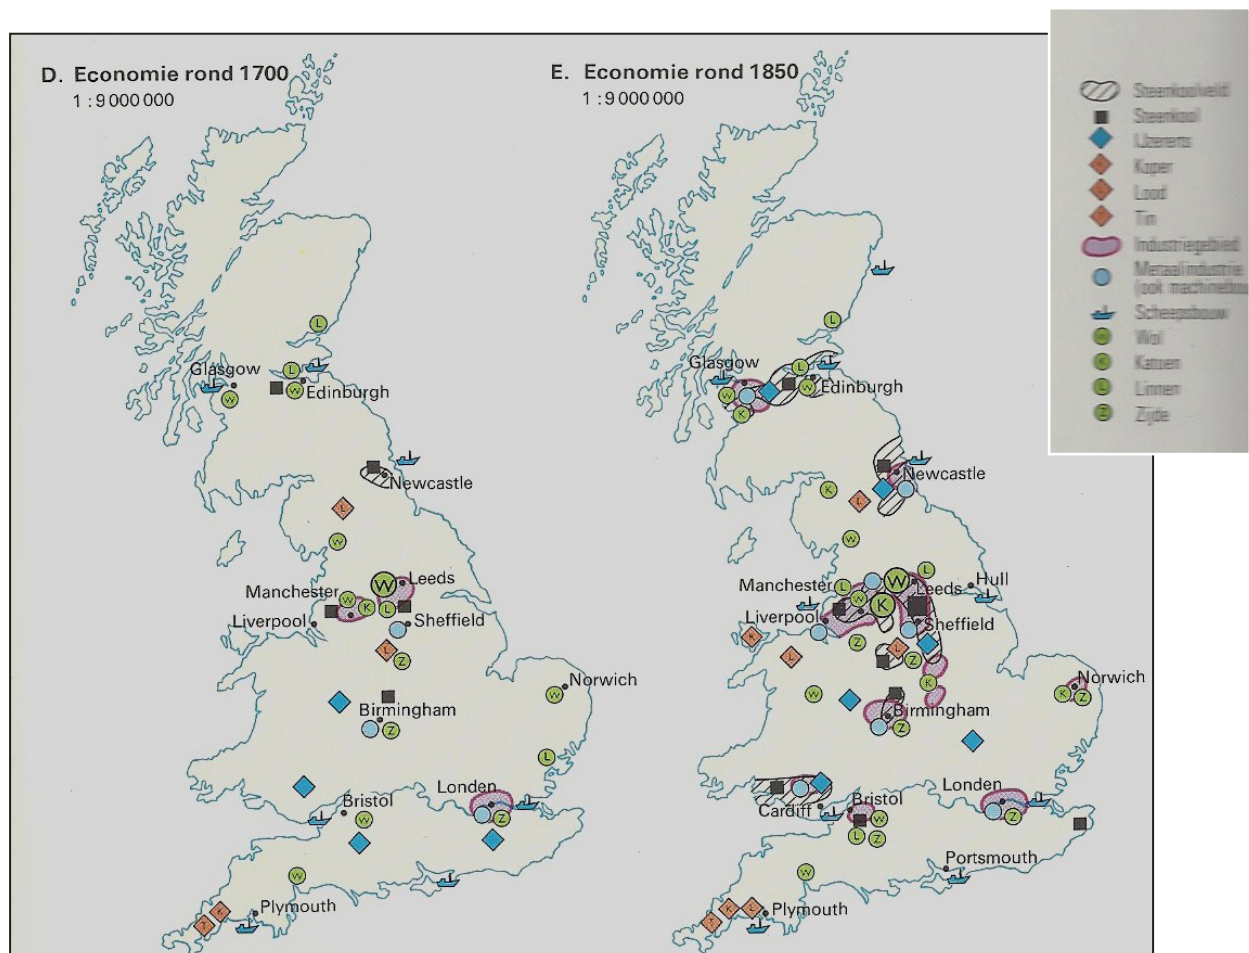 D. Economie rond 1700
1 : 9 000 000
Glasgow
L
L
W
W
Edinburgh
Newcastle
L
W
W
Leeds
Manchester
W
K
L
Liverpool
Sheffield
L
Z
Norwich
W
Birmingham
Z
L
Londen
Z
Bristol
W
W
Plymouth
K
T
E. Economie rond 1850
1 : 9 000 000
L
Glasgow
L
W
W
K
Edinburgh
Newcastle
K
L
W
L
W
Manchester
L
W
K
Leeds
Hull
Liverpool
Sheffield
K
L
Z
L
Z
K
W
Norwich
K
Z
Birmingham
Z
Londen
Z
Cardiff
Bristol
W
L
Z
Portsmouth
W
Plymouth
K
L
T
Steenkoolveld
Steenkool
IJzererts
Koper
Lood
Tin
Industriegebied
Metaalindustrie
(ook machinebou
Scheepsbouw
Wol
Katoen
Linnen
Zijde